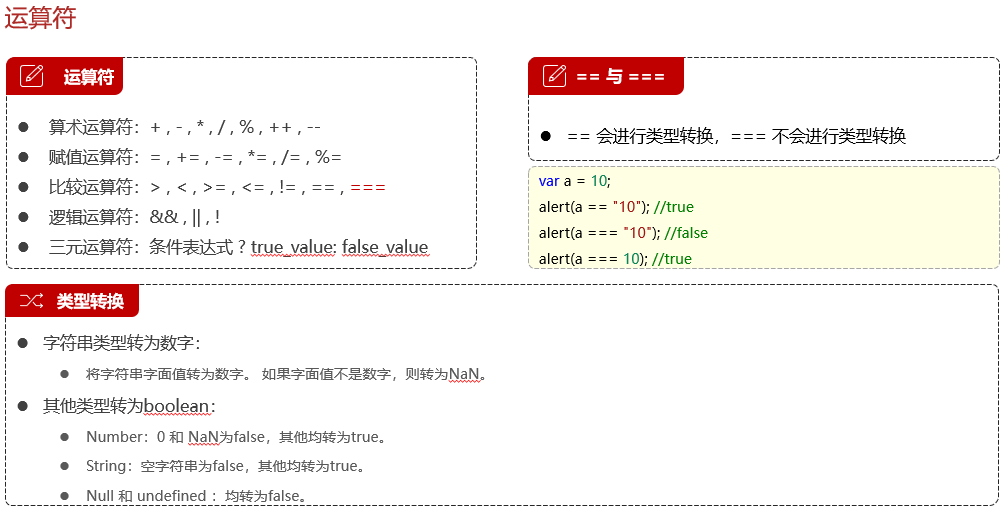 运算符
运算符
算术运算符：+ , - , * , / , % , ++ , --
赋值运算符：= , += , -= , *= , /= , %=
比较运算符：> , < , >= , <= , != , == , ===
逻辑运算符：&& , || , !
三元运算符：条件表达式 ? true_value: false_value
== 与 ===
== 会进行类型转换，=== 不会进行类型转换
var a = 10;
alert(a == "10"); //true
alert(a === "10"); //false
alert(a === 10); //true
类型转换
字符串类型转为数字：
将字符串字面值转为数字。 如果字面值不是数字，则转为NaN。
其他类型转为boolean：
Number：0 和 NaN为false，其他均转为true。
String：空字符串为false，其他均转为true。
Null 和 undefined ：均转为false。